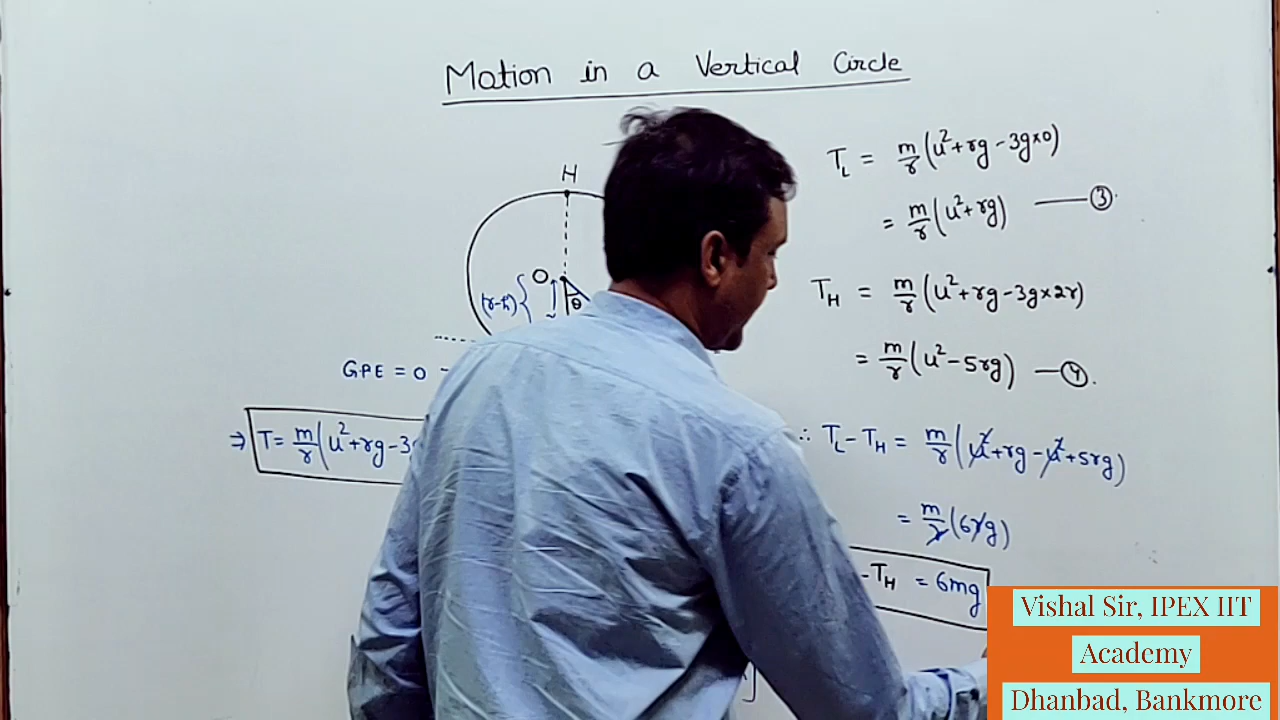 Motion in a Vertical Circle
H
O
(r-h)
θ
GPE = 0
⇒ T = m/r (u²+rg-3g
T_L = m/r (u²+rg-3g×0)
= m/r (u²+rg) — ③
T_H = m/r (u²+rg-3g×2r)
= m/r (u²-5rg) — ④.
∴ T_L - T_H = m/r (u²+rg-u²+5rg)
= m/r (6rg)
-T_H = 6mg
Vishal Sir, IPEX IIT
Academy
Dhanbad, Bankmore